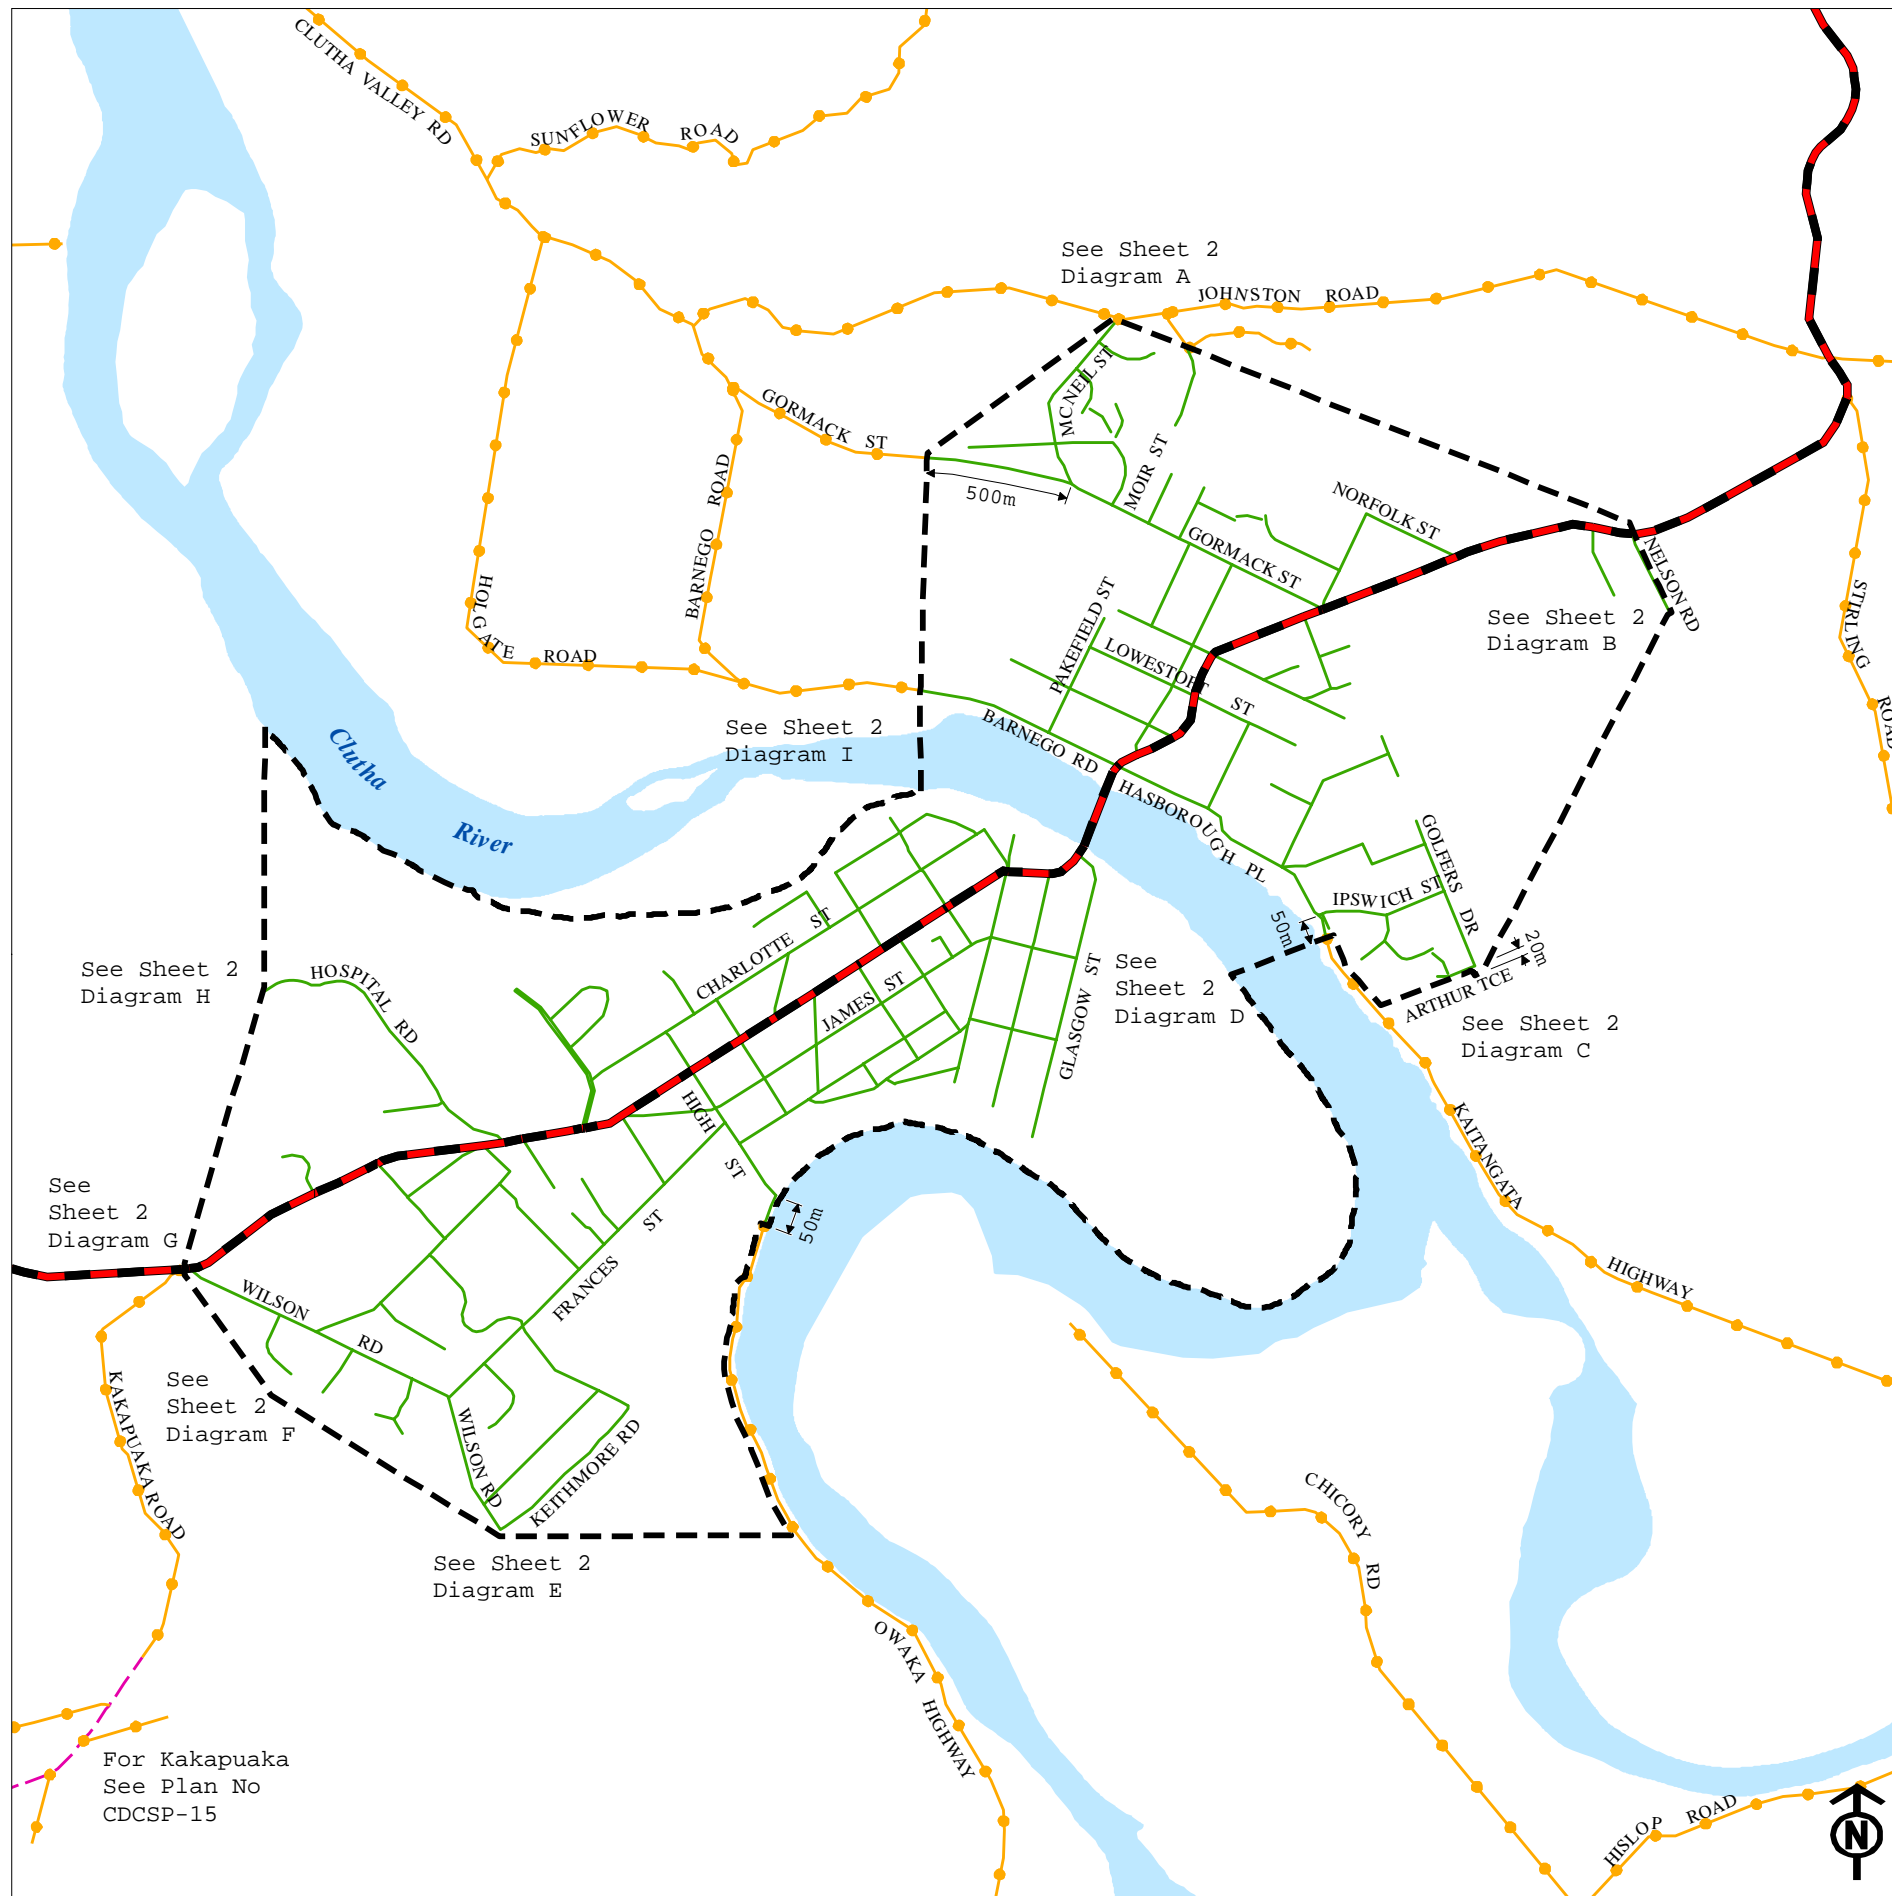 CLUTHA VALLEY RD
SUNFLOWER ROAD
See Sheet 2
Diagram A
JOHNSTON ROAD
MCNEIL ST
GORMACK ST
MOIR ST
500m
NORFOLK ST
GORMACK ST
NELSON RD
BARNEGO ROAD
HOLGATE ROAD
PAKEFIELD ST
LOWESTOFT ST
See Sheet 2
Diagram B
STIRLING ROAD
See Sheet 2
Diagram I
BARNEGO RD
HASBOROUGH PL
Clutha
River
GOLFERS DR
IPSWICH ST
50m
20m
ARTHUR TCE
See Sheet 2
Diagram C
See
Sheet 2
Diagram D
CHARLOTTE ST
JAMES ST
GLASGOW ST
See Sheet 2
Diagram H
HOSPITAL RD
HIGH ST
50m
KAITANGATA HIGHWAY
See
Sheet 2
Diagram G
FRANCES ST
WILSON RD
See
Sheet 2
Diagram F
KAKAPUAKA ROAD
WILSON RD
KEITHMORE RD
See Sheet 2
Diagram E
CHICORY RD
OWAKA HIGHWAY
For Kakapuaka
See Plan No
CDCSP-15
HISLOP ROAD
N